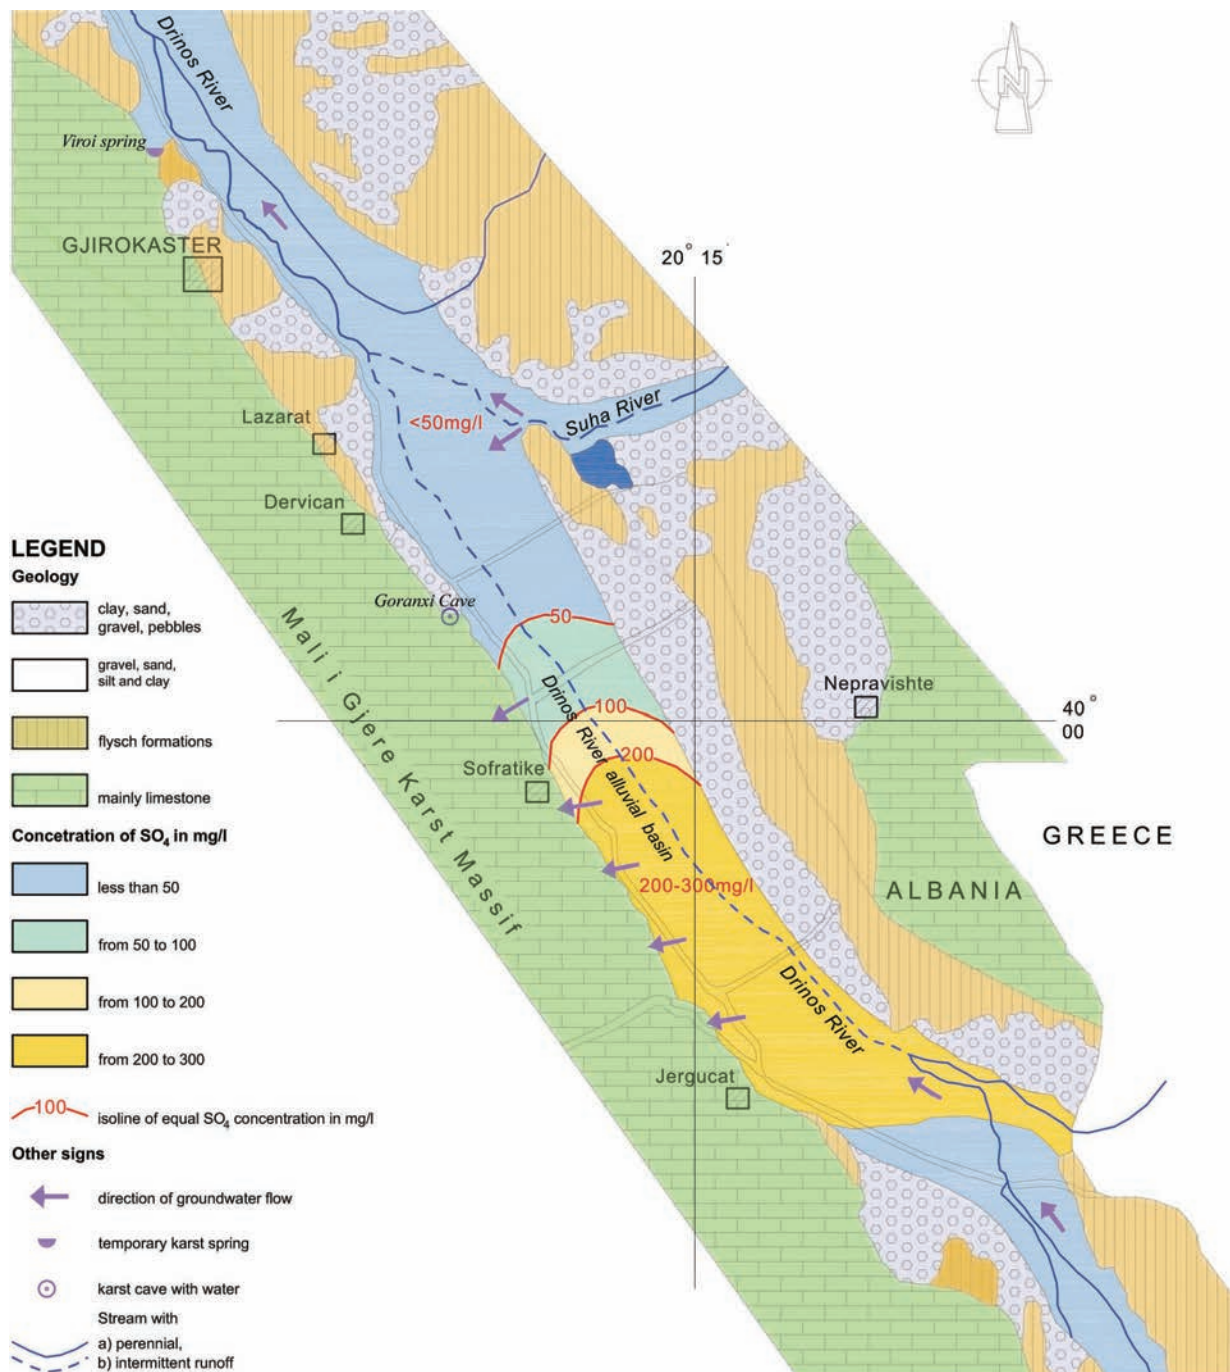 Drinos River
N
Viroi spring
GJIROKASTER
20° 15'
Suha River
<50mg/l
Lazarat
Dervican
Goranxi Cave
50
Mali i Gjere Karst Massif
Nepravishte
40°
00
100
Drinos River alluvial basin
200
Sofratike
GREECE
200-300mg/l
ALBANIA
Drinos River
Jergucat
LEGEND
Geology
clay, sand,
gravel, pebbles
gravel, sand,
silt and clay
flysch formations
mainly limestone
Concetration of SO₄ in mg/l
less than 50
from 50 to 100
from 100 to 200
from 200 to 300
100 isoline of equal SO₄ concentration in mg/l
Other signs
direction of groundwater flow
temporary karst spring
karst cave with water
Stream with
a) perennial,
b) intermittent runoff